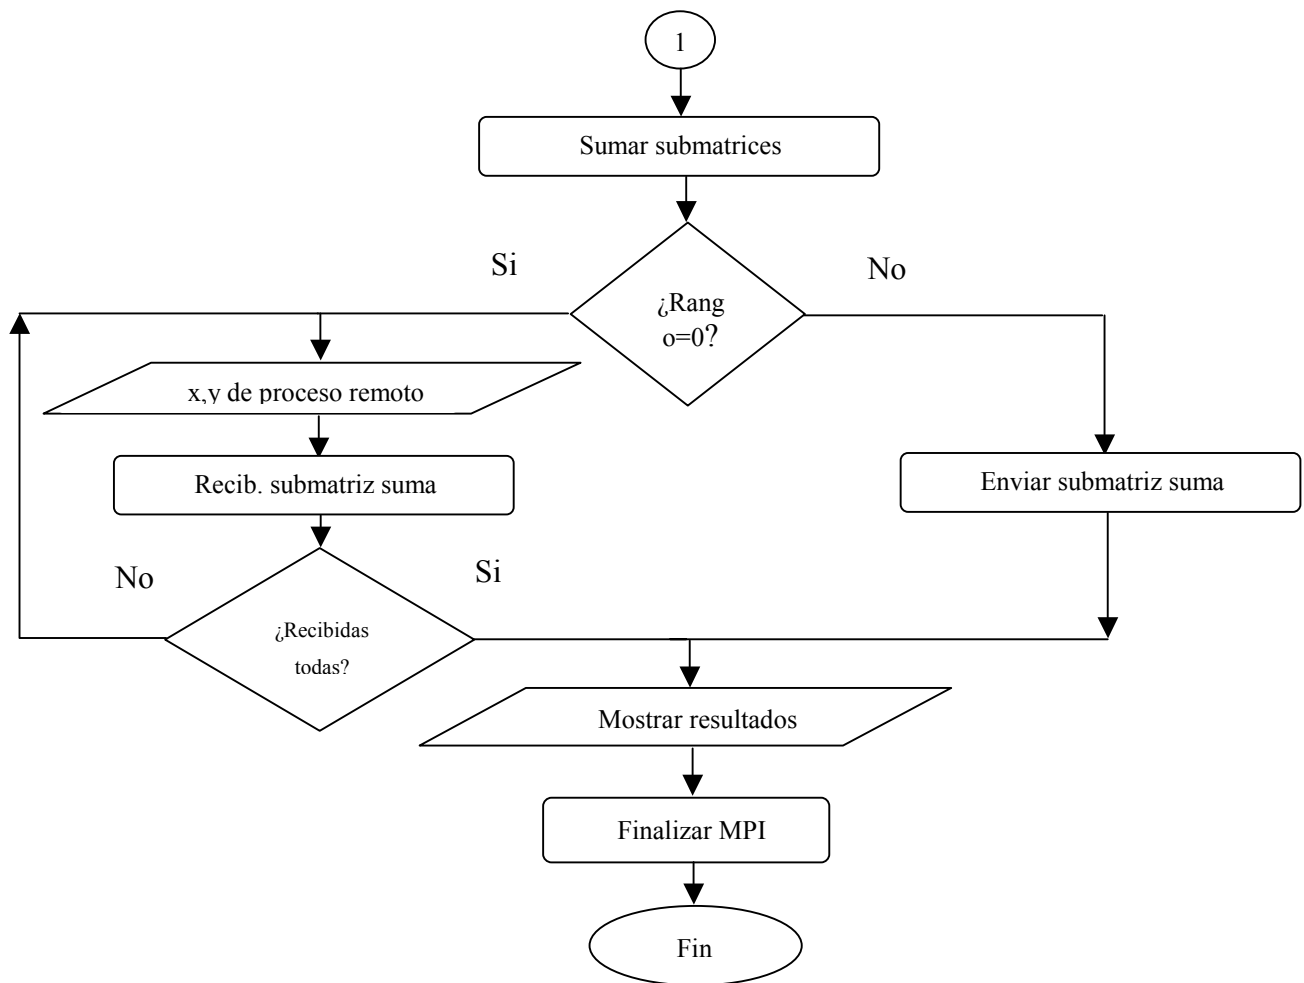 1
Sumar submatrices
Si
No
¿Rang
o=0?
x,y de proceso remoto
Recib. submatriz suma
Enviar submatriz suma
No
Si
¿Recibidas
todas?
Mostrar resultados
Finalizar MPI
Fin